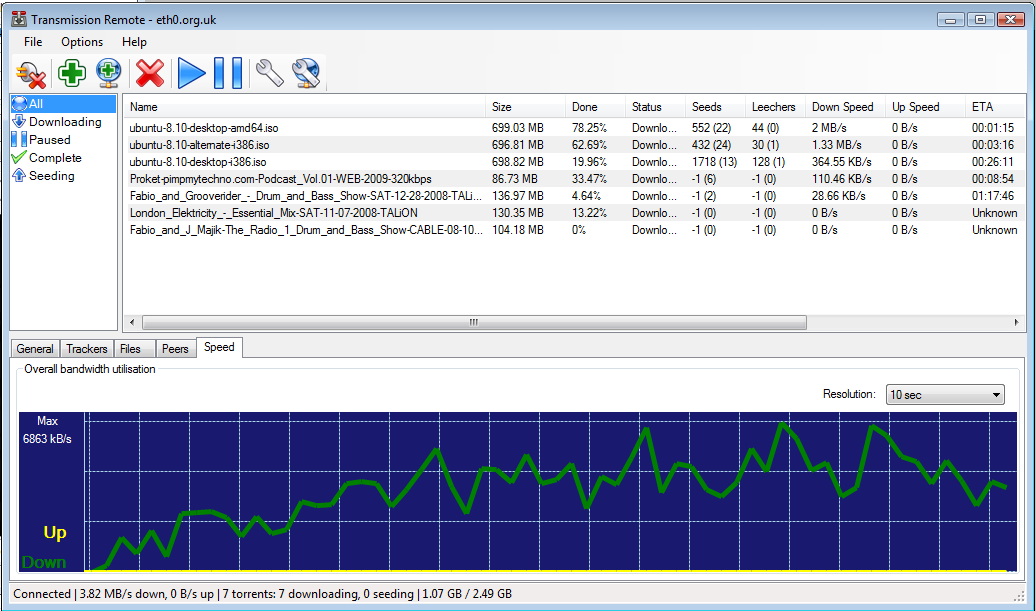 Transmission Remote - eth0.org.uk
File Options Help
All
Downloading
Paused
Complete
Seeding
Name Size Done Status Seeds Leechers Down Speed Up Speed ETA
ubuntu-8.10-desktop-amd64.iso 699.03 MB 78.25% Downlo... 552 (22) 44 (0) 2 MB/s 0 B/s 00:01:15
ubuntu-8.10-alternate-i386.iso 696.81 MB 62.69% Downlo... 432 (24) 30 (1) 1.33 MB/s 0 B/s 00:03:16
ubuntu-8.10-desktop-i386.iso 698.82 MB 19.96% Downlo... 1718 (13) 128 (1) 364.55 KB/s 0 B/s 00:26:11
Proket-pimpmytechno.com-Podcast_Vol.01-WEB-2009-320kbps 86.73 MB 33.47% Downlo... -1 (6) -1 (0) 110.46 KB/s 0 B/s 00:08:54
Fabio_and_Grooverider_-_Drum_and_Bass_Show-SAT-12-28-2008-TALi... 136.97 MB 4.64% Downlo... -1 (2) -1 (0) 28.66 KB/s 0 B/s 01:17:46
London_Elektricity_-_Essential_Mix-SAT-11-07-2008-TALiON 130.35 MB 13.22% Downlo... -1 (0) -1 (0) 0 B/s 0 B/s Unknown
Fabio_and_J_Majik-The_Radio_1_Drum_and_Bass_Show-CABLE-08-10... 104.18 MB 0% Downlo... -1 (0) -1 (0) 0 B/s 0 B/s Unknown
General Trackers Files Peers Speed
Overall bandwidth utilisation
Resolution: 10 sec
Max
6863 kB/s
Up
Down
Connected | 3.82 MB/s down, 0 B/s up | 7 torrents: 7 downloading, 0 seeding | 1.07 GB / 2.49 GB